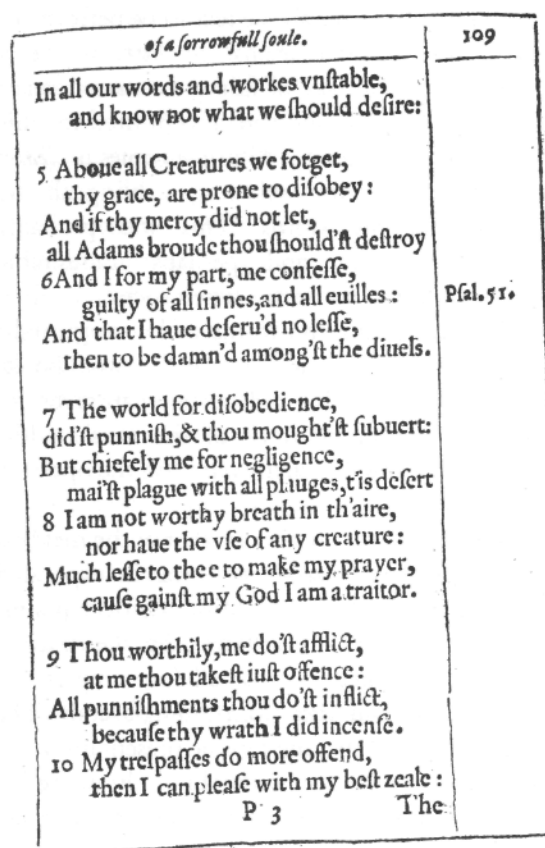 of a ſorrowfull ſoule. 109
In all our words and workes vnſtable,
and know not what we ſhould deſire:
5 Aboue all Creatures we fotget,
thy grace, are prone to diſobey:
And if thy mercy did not let,
all Adams broude thou ſhould'ſt deſtroy
6 And I for my part, me confeſſe,
guilty of all ſinnes, and all euilles:
Pſal. 51.
And that I haue deſeru'd no leſſe,
then to be damn'd among'ſt the diuels.
7 The world for diſobedience,
did'ſt punniſh, & thou mought'ſt ſubuert:
But chiefely me for negligence,
mai'ſt plague with all plauges, t'is deſert
8 I am not worthy breath in th'aire,
nor haue the vſe of any creature:
Much leſſe to thee to make my prayer,
cauſe gainſt my God I am a traitor.
9 Thou worthily, me do'ſt afflict,
at me thou takeſt iuſt offence:
All punniſhments thou do'ſt inflict,
becauſe thy wrath I did incenſe.
10 My treſpaſſes do more offend,
then I can pleaſe with my beſt zeale:
P 3 The